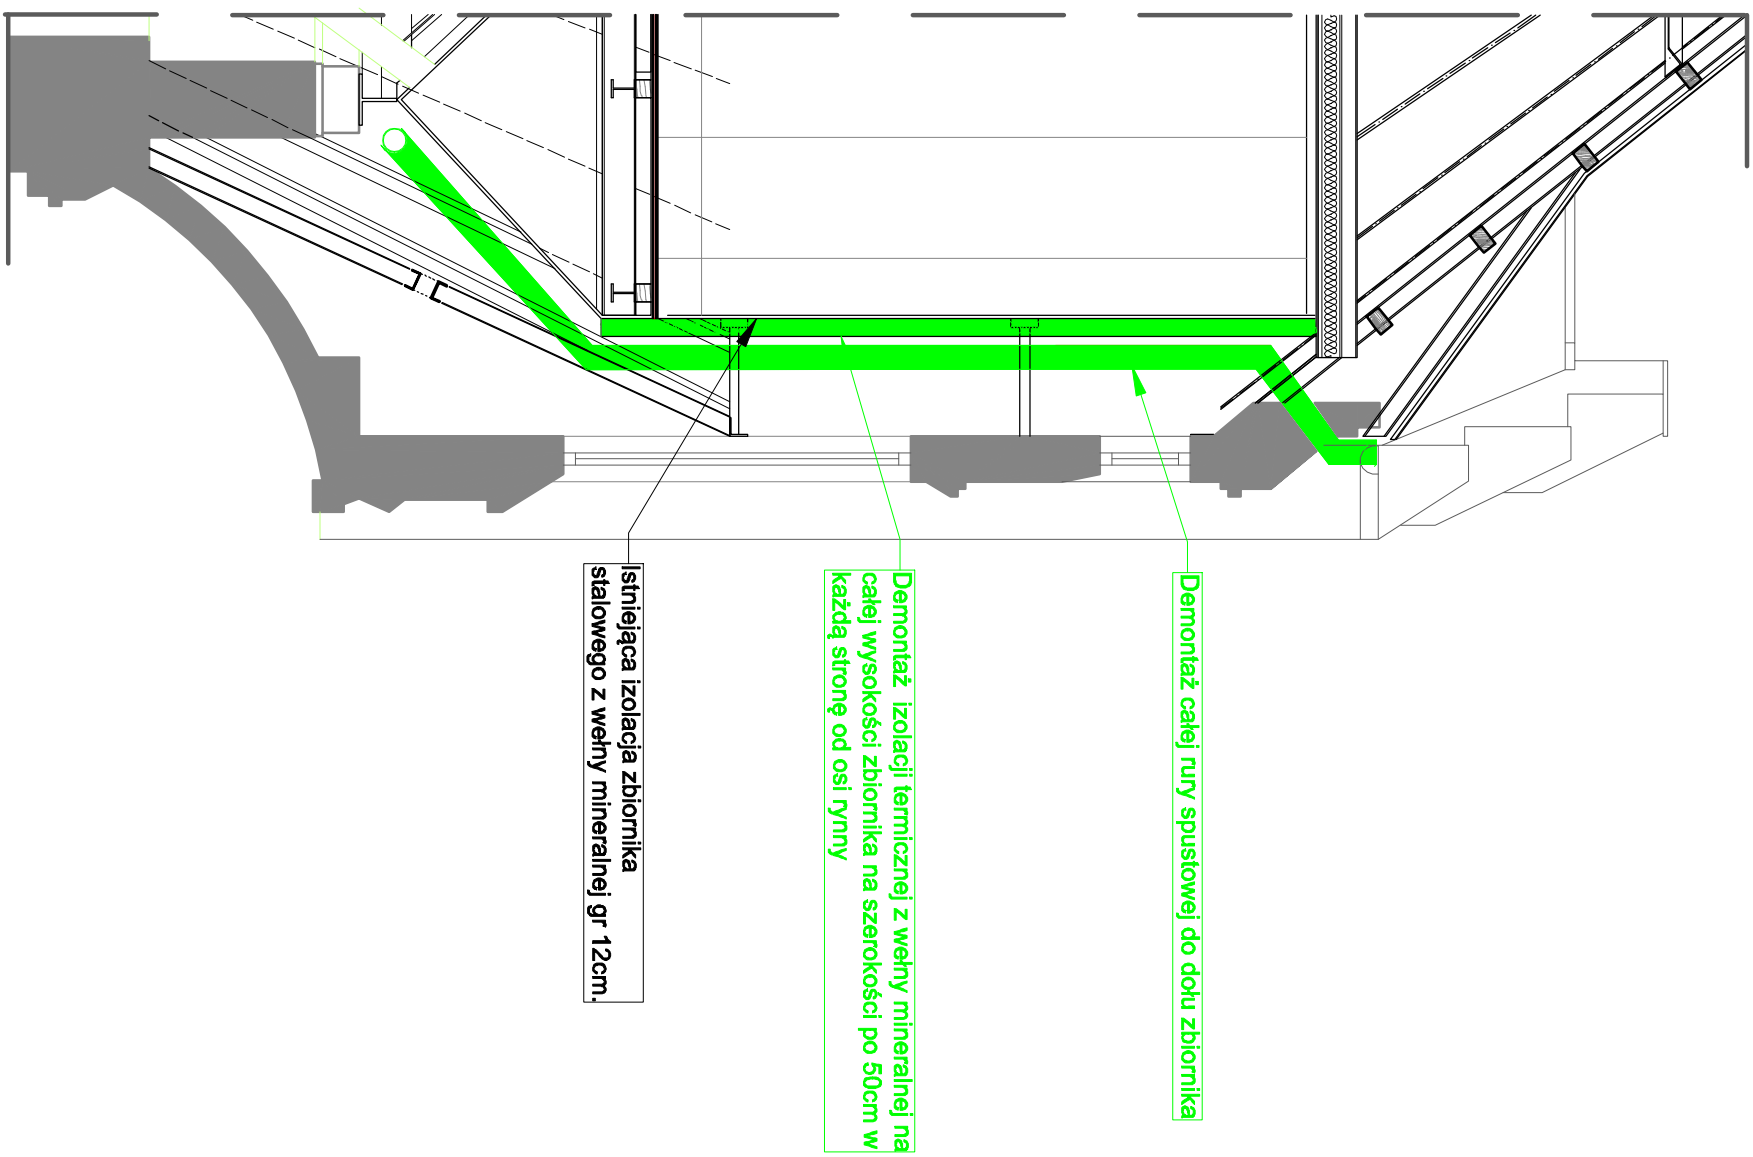 Demontaż całej rury spustowej do dołu zbiornika
Demontaż izolacji termicznej z wełny mineralnej na
całej wysokości zbiornika na szerokości po 50cm w
każdą stronę od osi rynny
Istniejąca izolacja zbiornika
stalowego z wełny mineralnej gr 12cm.